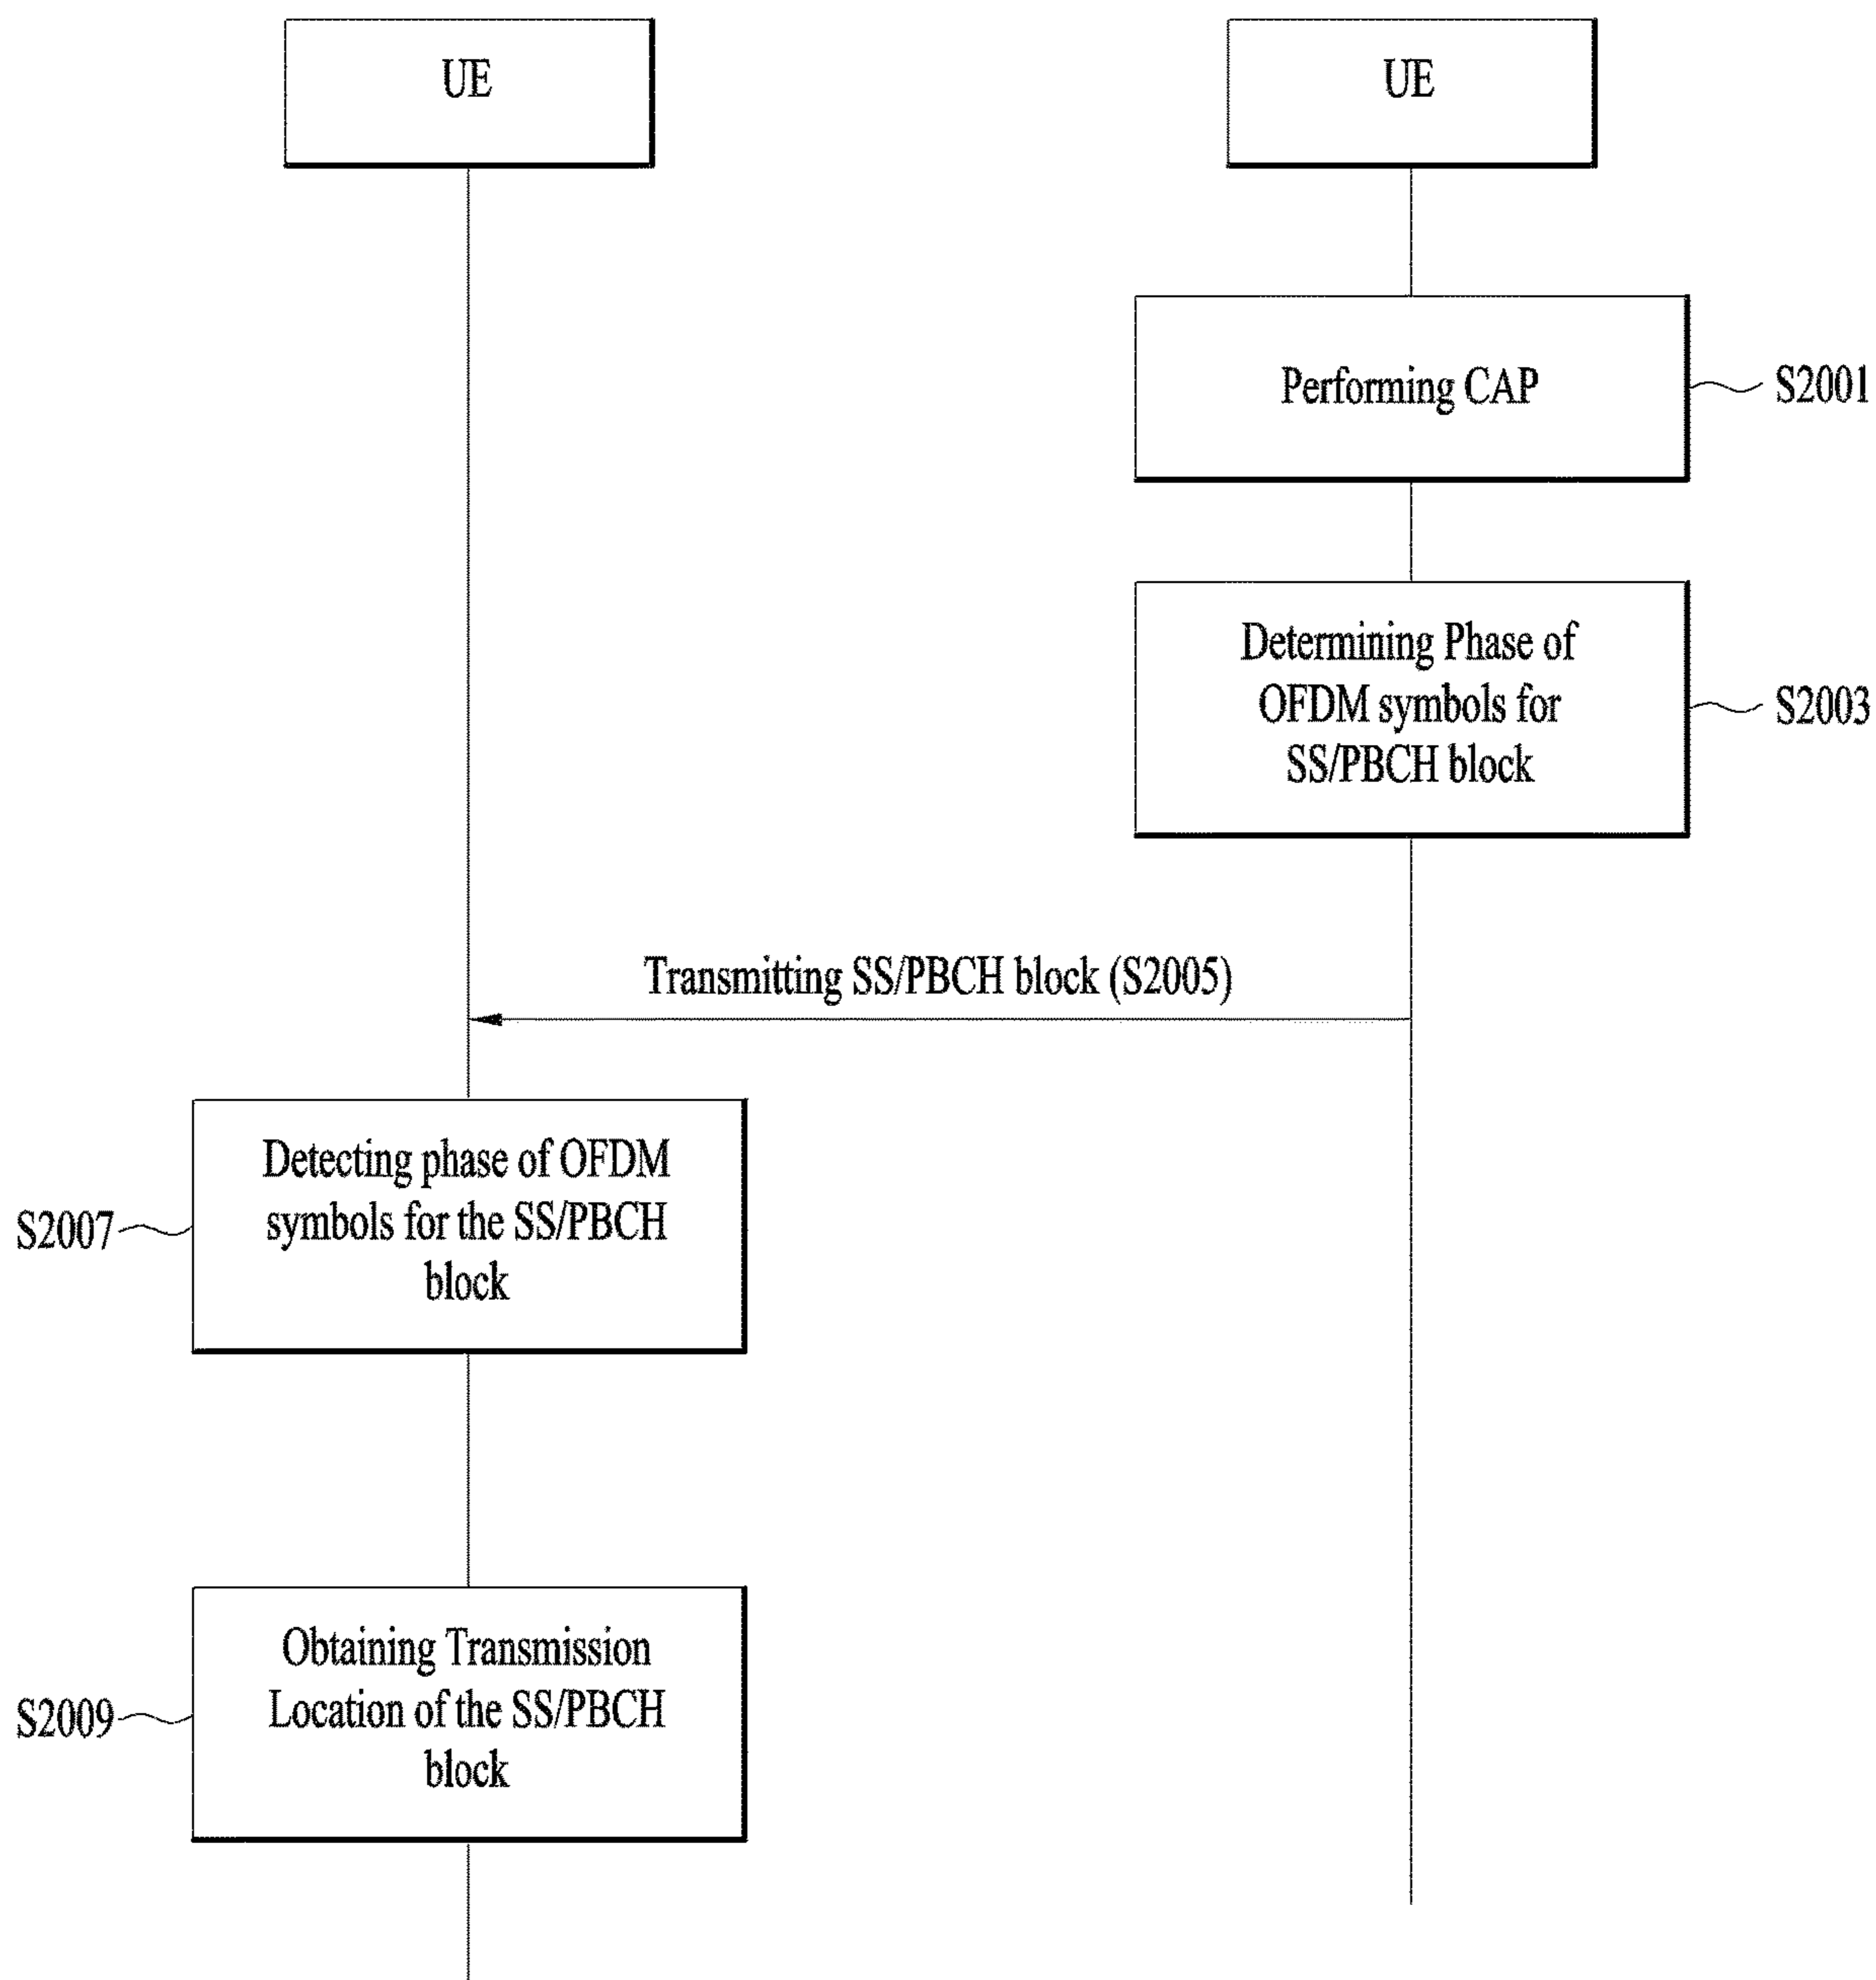 UE
UE
Performing CAP
S2001
Determining Phase of
OFDM symbols for
SS/PBCH block
S2003
Transmitting SS/PBCH block (S2005)
Detecting phase of OFDM
symbols for the SS/PBCH
block
S2007
Obtaining Transmission
Location of the SS/PBCH
block
S2009